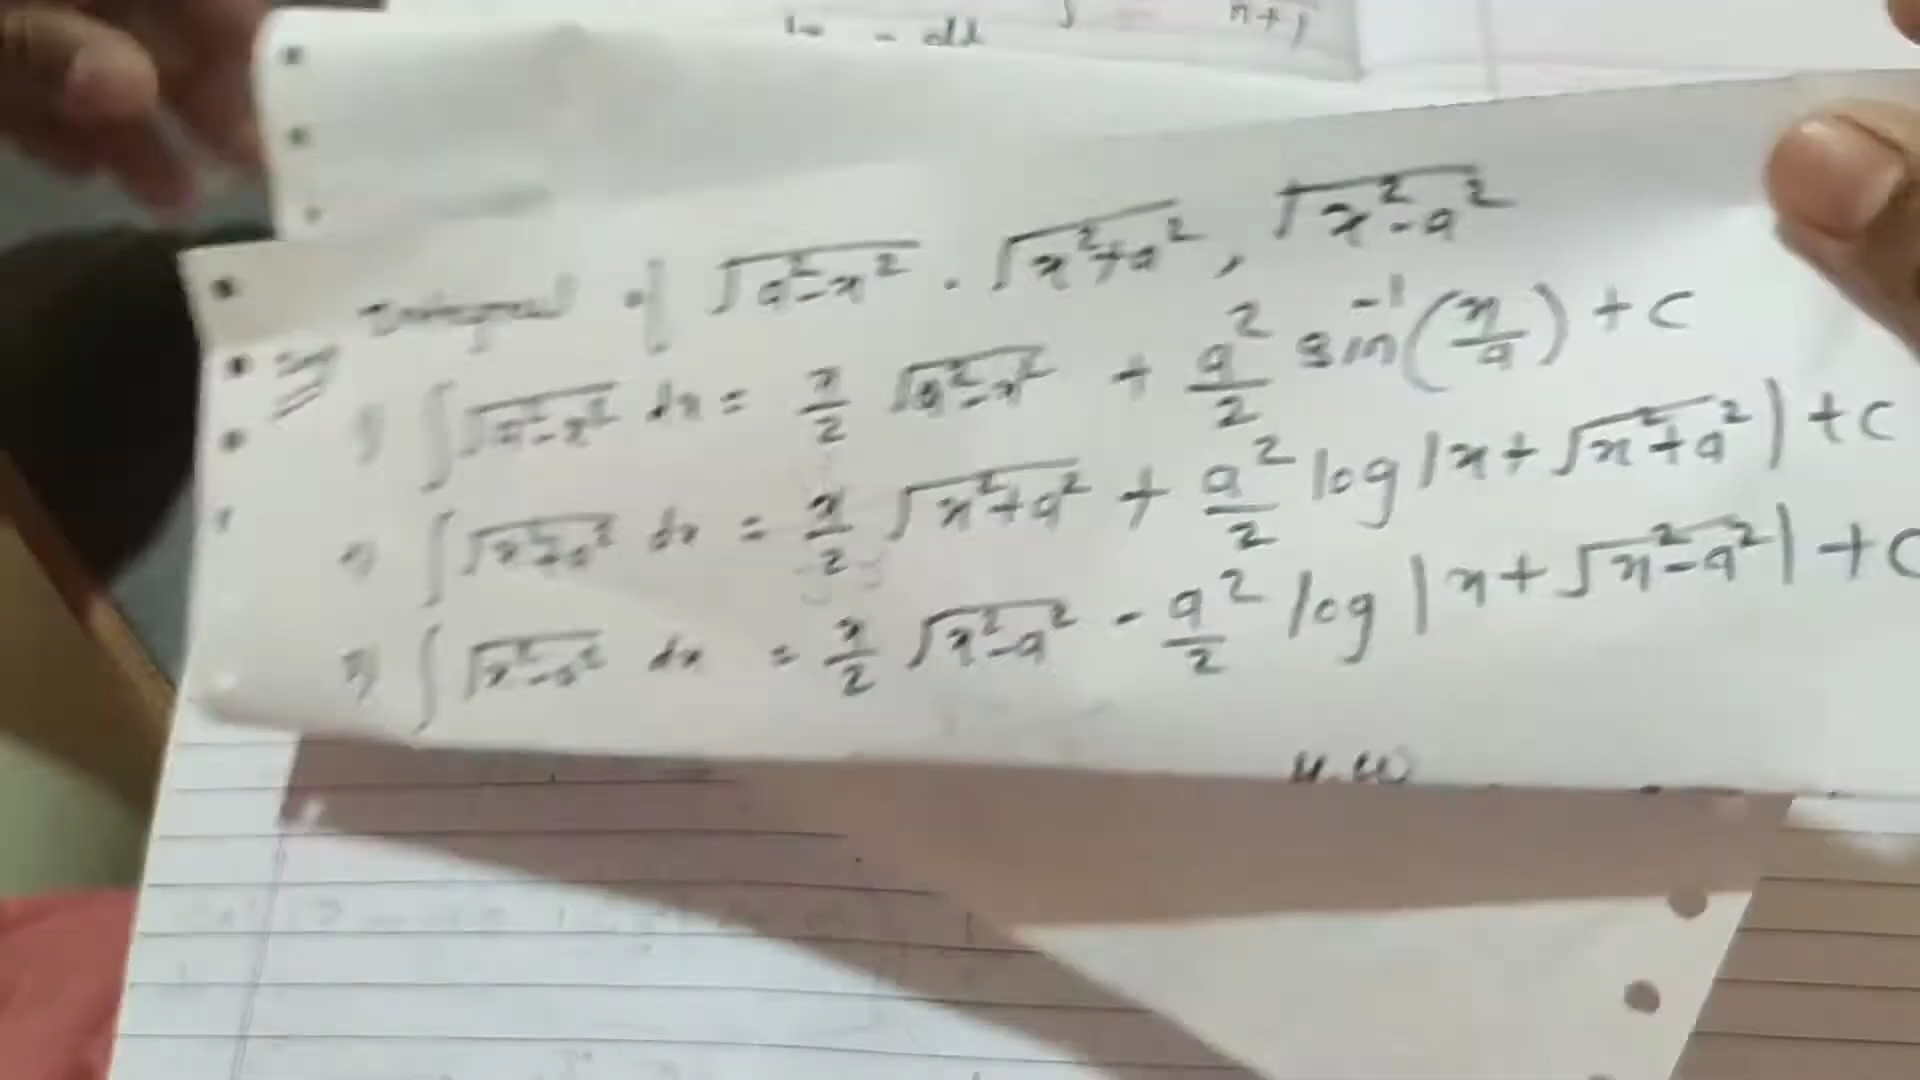 n+1
Integral of √(a²-x²) . √(x²+a²), √(x²-a²)
1) ∫√(a²-x²) dx = x/2 √(a²-x²) + a²/2 sin⁻¹(x/a) + C
2) ∫√(x²+a²) dx = x/2 √(x²+a²) + a²/2 log|x+√(x²+a²)| + C
3) ∫√(x²-a²) dx = x/2 √(x²-a²) - a²/2 log|x+√(x²-a²)| + C